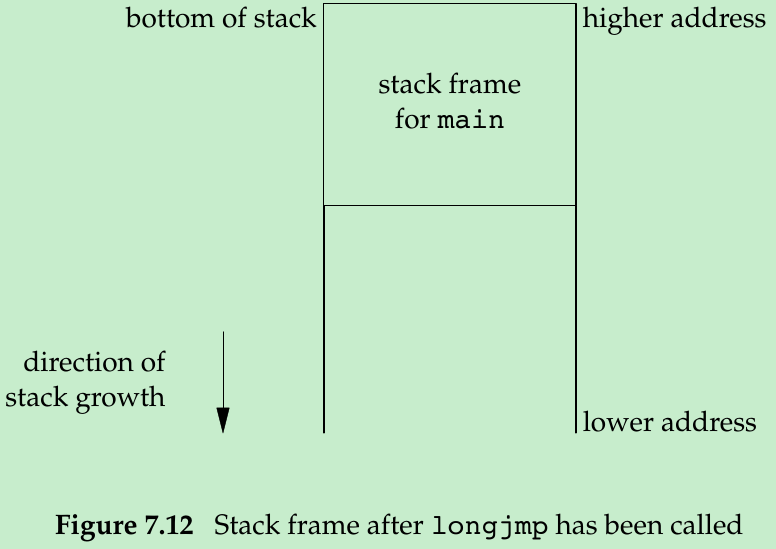 bottom of stack
higher address
stack frame
for main
direction of
stack growth
lower address
Figure 7.12 Stack frame after longjmp has been called